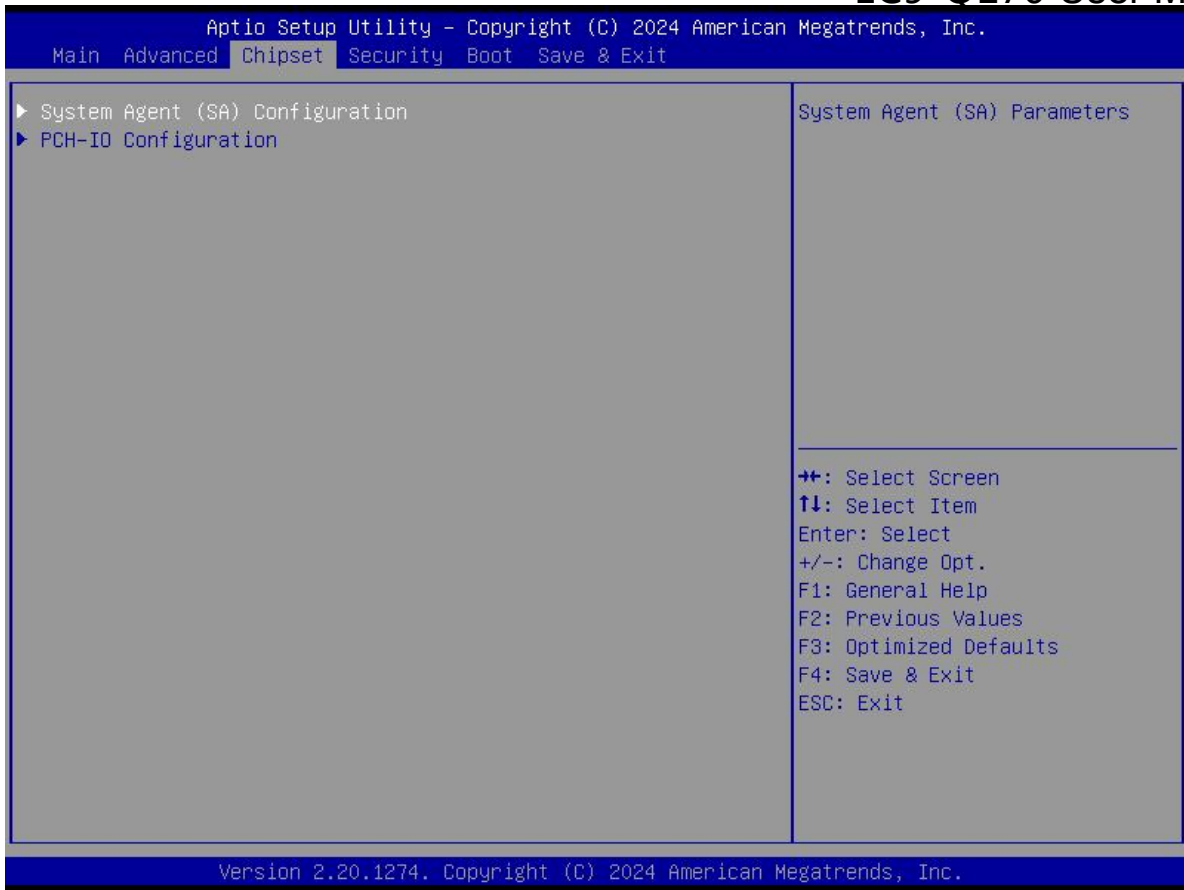 Aptio Setup Utility – Copyright (C) 2024 American Megatrends, Inc.
Main Advanced Chipset Security Boot Save & Exit
▶ System Agent (SA) Configuration
▶ PCH-IO Configuration
System Agent (SA) Parameters
→←: Select Screen
↑↓: Select Item
Enter: Select
+/-: Change Opt.
F1: General Help
F2: Previous Values
F3: Optimized Defaults
F4: Save & Exit
ESC: Exit
Version 2.20.1274. Copyright (C) 2024 American Megatrends, Inc.